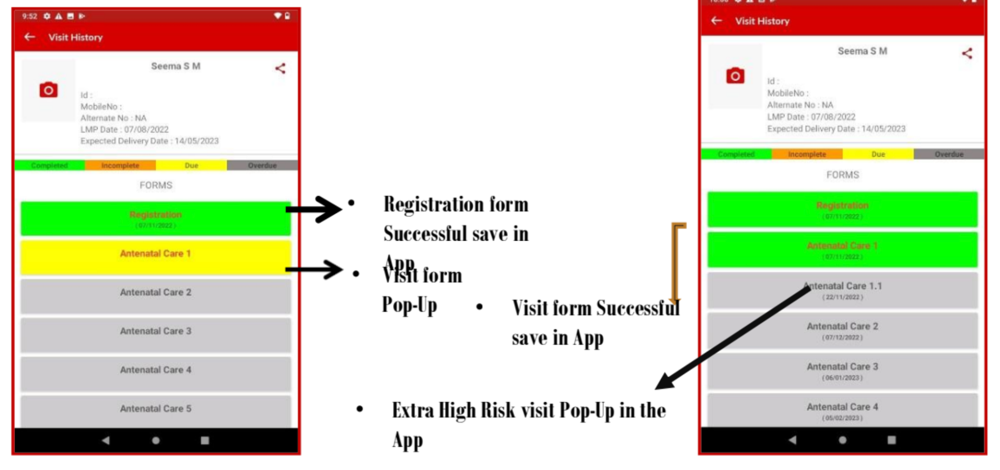 9:52
Visit History
Seema S M
Id :
MobileNo :
Alternate No : NA
LMP Date : 07/08/2022
Expected Delivery Date : 14/05/2023
Completed Incomplete Due Overdue
FORMS
Registration
( 07/11/2022 )
Antenatal Care 1
Antenatal Care 2
Antenatal Care 3
Antenatal Care 4
Antenatal Care 5
• Registration form
Successful save in
App
• Visit form
Pop-Up
• Visit form Successful
save in App
• Extra High Risk visit Pop-Up in the
App
Visit History
Seema S M
Id :
MobileNo :
Alternate No : NA
LMP Date : 07/08/2022
Expected Delivery Date : 14/05/2023
Completed Incomplete Due Overdue
FORMS
Registration
( 07/11/2022 )
Antenatal Care 1
( 07/11/2022 )
Antenatal Care 1.1
( 22/11/2022 )
Antenatal Care 2
( 07/12/2022 )
Antenatal Care 3
( 06/01/2023 )
Antenatal Care 4
( 05/02/2023 )